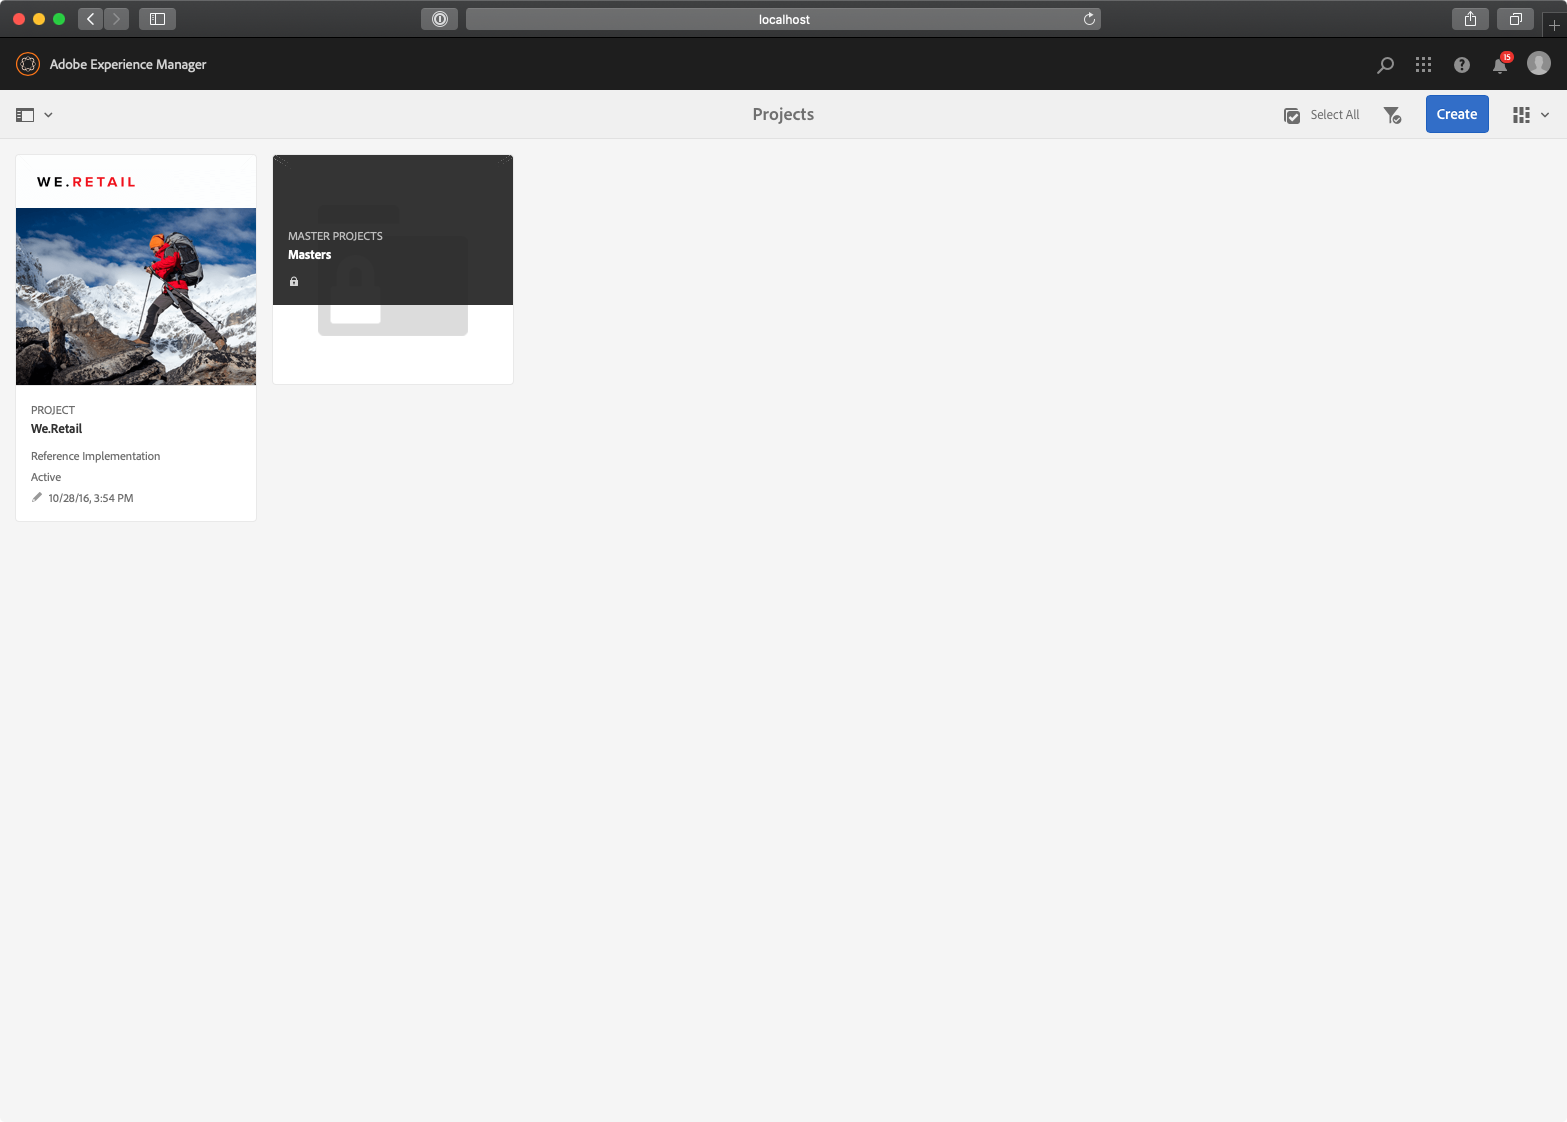 localhost
Adobe Experience Manager
15
Projects
Select All
Create
WE.RETAIL
PROJECT
We.Retail
Reference Implementation
Active
10/28/16, 3:54 PM
MASTER PROJECTS
Masters